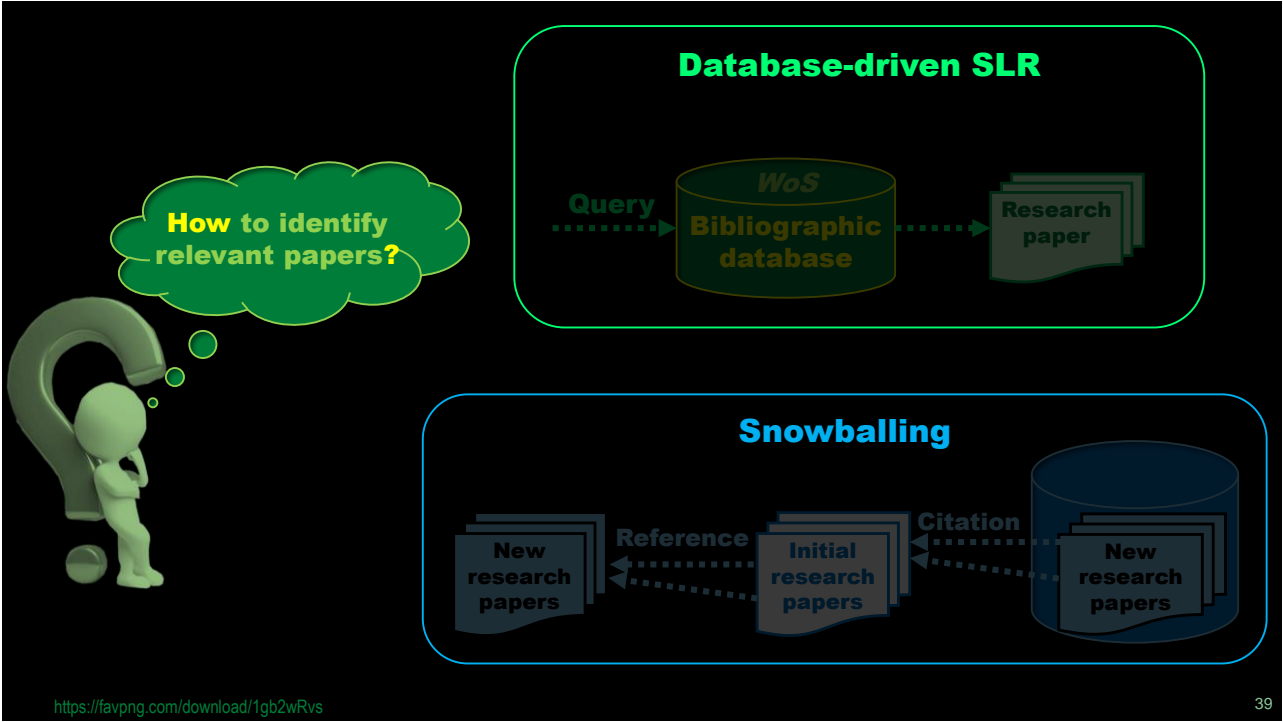 Database-driven SLR
WoS
Query
Bibliographic
database
Research
paper
How to identify
relevant papers?
Snowballing
Citation
Reference
New
research
papers
Initial
research
papers
New
research
papers
https://favpng.com/download/1gb2wRvs
39